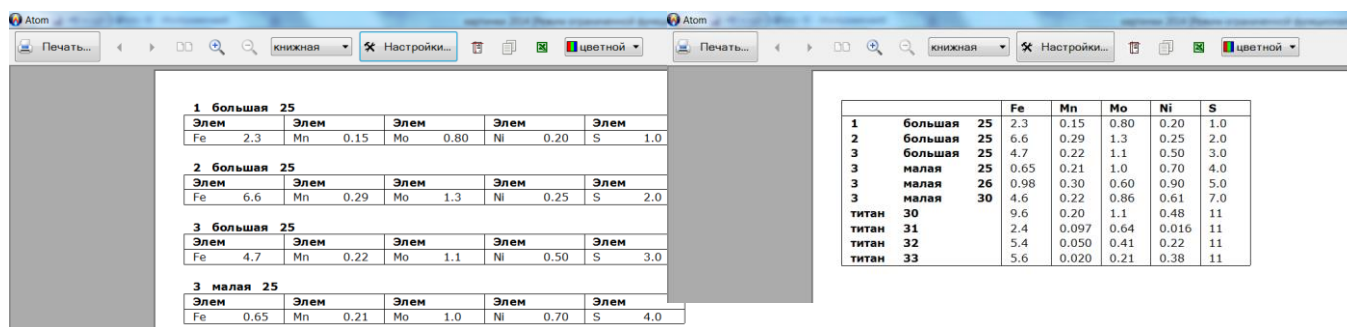 Atom
Печать... книжная Настройки... цветной
1 большая 25
Элем Элем Элем Элем Элем
Fe 2.3 Mn 0.15 Mo 0.80 Ni 0.20 S 1.0
2 большая 25
Элем Элем Элем Элем Элем
Fe 6.6 Mn 0.29 Mo 1.3 Ni 0.25 S 2.0
3 большая 25
Элем Элем Элем Элем Элем
Fe 4.7 Mn 0.22 Mo 1.1 Ni 0.50 S 3.0
3 малая 25
Элем Элем Элем Элем Элем
Fe 0.65 Mn 0.21 Mo 1.0 Ni 0.70 S 4.0
Atom
Печать... книжная Настройки... цветной
Fe Mn Mo Ni S
1 большая 25 2.3 0.15 0.80 0.20 1.0
2 большая 25 6.6 0.29 1.3 0.25 2.0
3 большая 25 4.7 0.22 1.1 0.50 3.0
3 малая 25 0.65 0.21 1.0 0.70 4.0
3 малая 26 0.98 0.30 0.60 0.90 5.0
3 малая 30 4.6 0.22 0.86 0.61 7.0
титан 30 9.6 0.20 1.1 0.48 11
титан 31 2.4 0.097 0.64 0.016 11
титан 32 5.4 0.050 0.41 0.22 11
титан 33 5.6 0.020 0.21 0.38 11